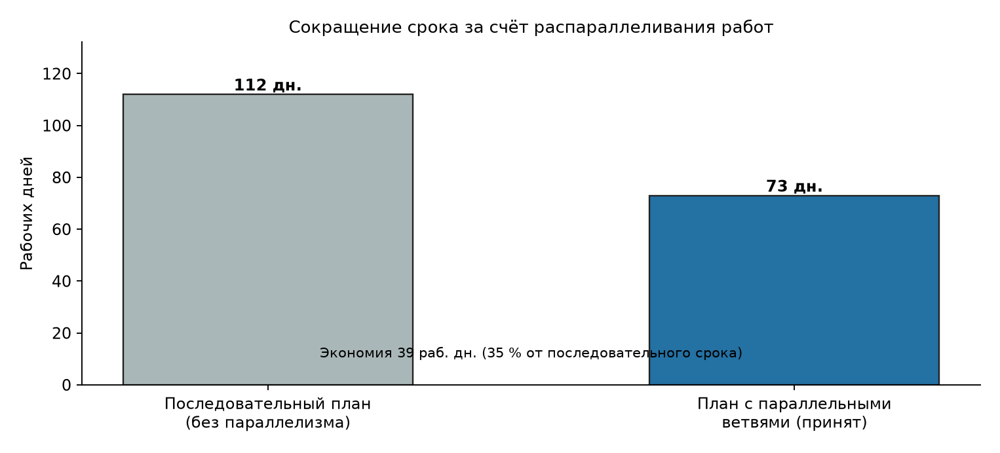 Сокращение срока за счёт распараллеливания работ
Рабочих дней
120
100
80
60
40
20
0
112 дн.
73 дн.
Экономия 39 раб. дн. (35 % от последовательного срока)
Последовательный план
(без параллелизма)
План с параллельными
ветвями (принят)